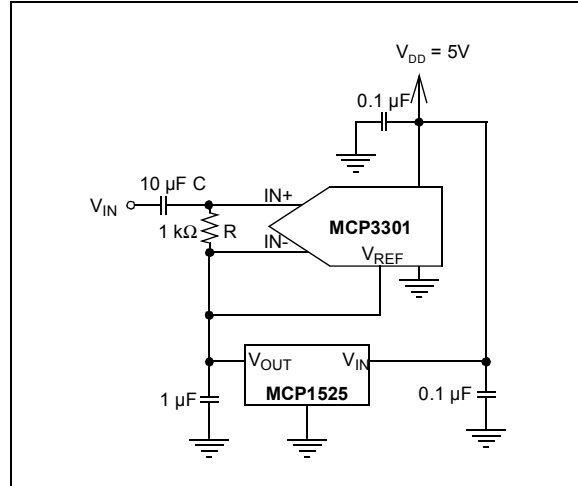 V_DD = 5V
0.1 µF
10 µF C
IN+
V_IN
1 kΩ R
MCP3301
IN-
V_REF
V_OUT V_IN
MCP1525
1 µF
0.1 µF